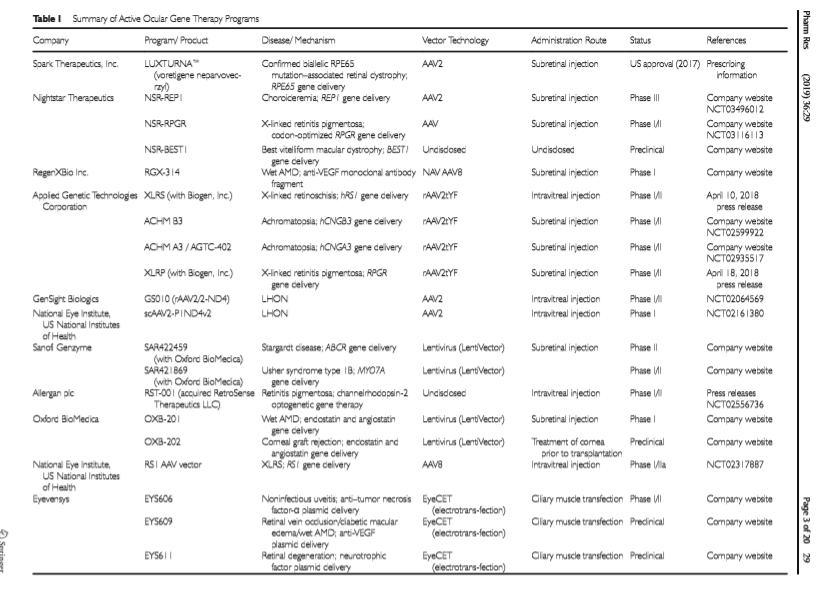 Table I Summary of Active Ocular Gene Therapy Programs
Company Program/ Product Disease/ Mechanism Vector Technology Administration Route Status References
Spark Therapeutics, Inc. LUXTURNA™ Confirmed biallelic RPE65 AAV2 Subretinal injection US approval (2017) Prescribing
(voretigene neparvovec- mutation–associated retinal dystrophy; information
rzyl) RPE65 gene delivery
Nightstar Therapeutics NSR-REP1 Choroideremia; REP1 gene delivery AAV2 Subretinal injection Phase III Company website
NCT03496012
NSR-RPGR X-linked retinitis pigmentosa; AAV Subretinal injection Phase I/II Company website
codon-optimized RPGR gene delivery NCT03116113
NSR-BEST1 Best vitelliform macular dystrophy; BEST1 Undisclosed Undisclosed Preclinical Company website
gene delivery
RegenXBio Inc. RGX-314 Wet AMD; anti-VEGF monoclonal antibody NAV AAV8 Subretinal injection Phase I Company website
fragment
Applied Genetic Technologies XLRS (with Biogen, Inc.) X-linked retinoschisis; hRS1 gene delivery rAAV2tYF Intravitreal injection Phase I/II April 10, 2018
Corporation press release
ACHM B3 Achromatopsia; hCNGB3 gene delivery rAAV2tYF Subretinal injection Phase I/II Company website
NCT02599922
ACHM A3 / AGTC-402 Achromatopsia; hCNGA3 gene delivery rAAV2tYF Subretinal injection Phase I/II Company website
NCT02935517
XLRP (with Biogen, Inc.) X-linked retinitis pigmentosa; RPGR rAAV2tYF Subretinal injection Phase I/II April 18, 2018
gene delivery press release
GenSight Biologics GS010 (rAAV2/2-ND4) LHON AAV2 Intravitreal injection Phase I/II NCT02064569
National Eye Institute, scAAV2-P1ND4v2 LHON AAV2 Intravitreal injection Phase I NCT02161380
US National Institutes
of Health
Sanofi Genzyme SAR422459 Stargardt disease; ABCR gene delivery Lentivirus (LentiVector) Subretinal injection Phase II Company website
(with Oxford BioMedica)
SAR421869 Usher syndrome type 1B; MYO7A Lentivirus (LentiVector) Phase I/II Company website
(with Oxford BioMedica) gene delivery
Allergan plc RST-001 (acquired RetroSense Retinitis pigmentosa; channelrhodopsin-2 Undisclosed Intravitreal injection Phase I/II Press releases
Therapeutics LLC) optogenetic gene therapy NCT02556736
Oxford BioMedica OXB-201 Wet AMD; endostatin and angiostatin Lentivirus (LentiVector) Subretinal injection Phase I Company website
gene delivery
OXB-202 Corneal graft rejection; endostatin and Lentivirus (LentiVector) Treatment of cornea Preclinical Company website
angiostatin gene delivery prior to transplantation
National Eye Institute, RS1 AAV vector XLRS; RS1 gene delivery AAV8 Intravitreal injection Phase I/IIa NCT02317887
US National Institutes
of Health
Eyevensys EYS606 Noninfectious uveitis; anti–tumor necrosis EyeCET Ciliary muscle transfection Phase I/II Company website
factor-α plasmid delivery (electrotrans-fection)
EYS609 Retinal vein occlusion/diabetic macular EyeCET Ciliary muscle transfection Preclinical Company website
edema/wet AMD; anti-VEGF (electrotrans-fection)
plasmid delivery
EYS611 Retinal degeneration; neurotrophic EyeCET Ciliary muscle transfection Preclinical Company website
factor plasmid delivery (electrotrans-fection)
Pharm Res (2019) 36:29
Page 3 of 20 29
Springer